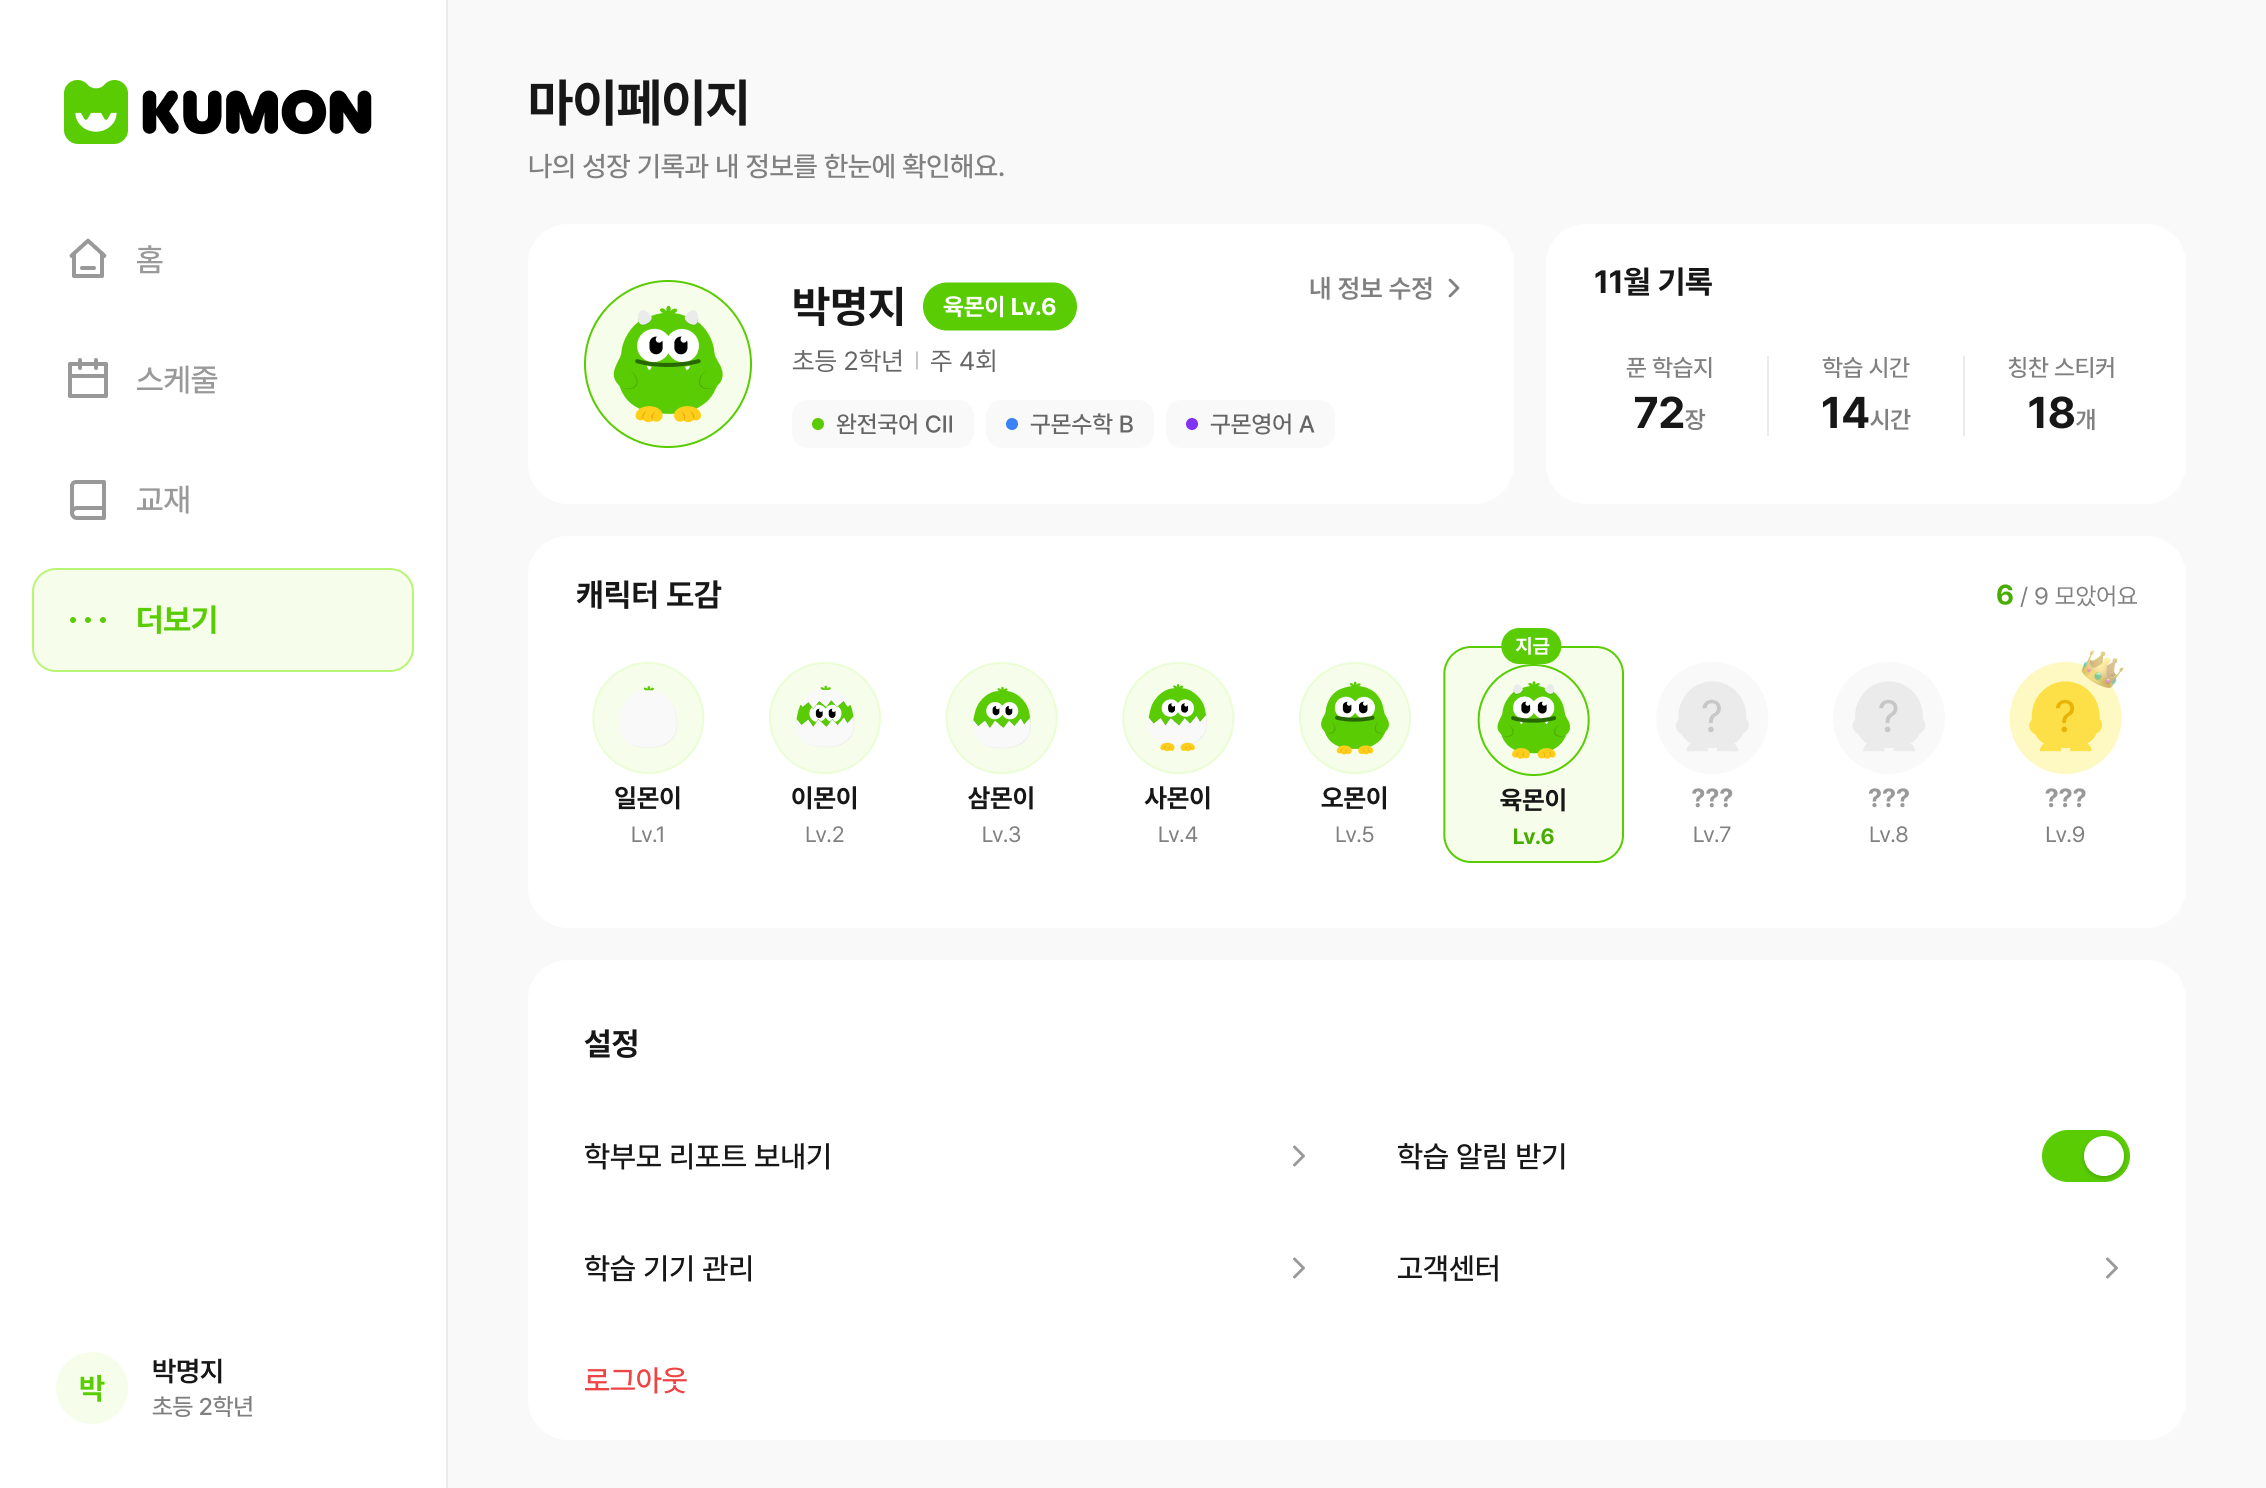 KUMON
홈
스케줄
교재
더보기
박
박명지
초등 2학년
마이페이지
나의 성장 기록과 내 정보를 한눈에 확인해요.
박명지 육몬이 Lv.6
내 정보 수정
초등 2학년 주 4회
완전국어 CII 구몬수학 B 구몬영어 A
11월 기록
푼 학습지 학습 시간 칭찬 스티커
72장 14시간 18개
캐릭터 도감
6 / 9 모았어요
지금
? ? ?
일몬이 이몬이 삼몬이 사몬이 오몬이 육몬이 ??? ??? ???
Lv.1 Lv.2 Lv.3 Lv.4 Lv.5 Lv.6 Lv.7 Lv.8 Lv.9
설정
학부모 리포트 보내기
학습 알림 받기
학습 기기 관리
고객센터
로그아웃